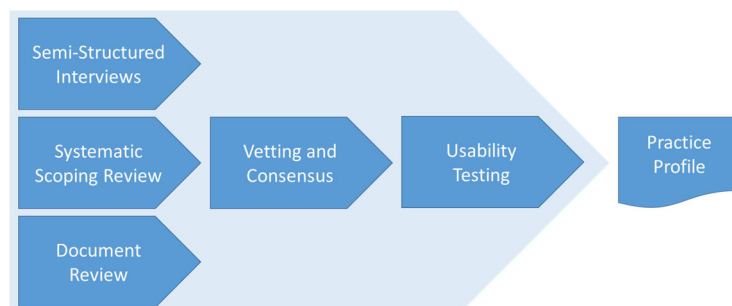 Semi-Structured
Interviews
Systematic
Scoping Review
Document
Review
Vetting and
Consensus
Usability
Testing
Practice
Profile